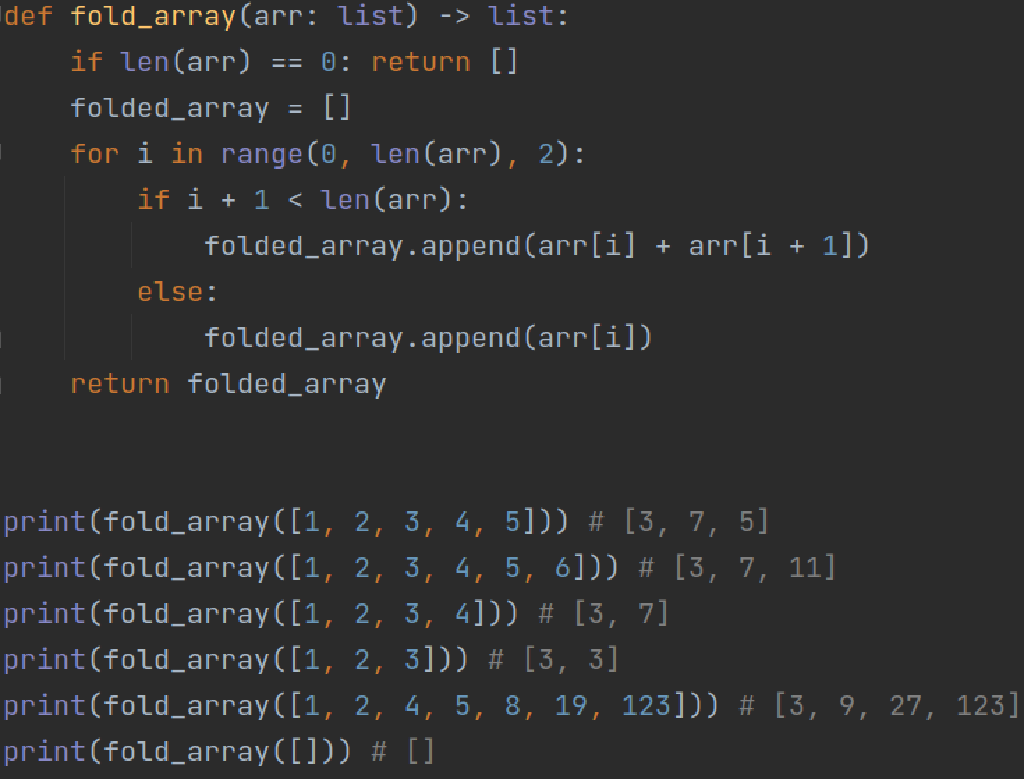 def fold_array(arr: list) -> list:
    if len(arr) == 0: return []
    folded_array = []
    for i in range(0, len(arr), 2):
        if i + 1 < len(arr):
            folded_array.append(arr[i] + arr[i + 1])
        else:
            folded_array.append(arr[i])
    return folded_array
print(fold_array([1, 2, 3, 4, 5])) # [3, 7, 5]
print(fold_array([1, 2, 3, 4, 5, 6])) # [3, 7, 11]
print(fold_array([1, 2, 3, 4])) # [3, 7]
print(fold_array([1, 2, 3])) # [3, 3]
print(fold_array([1, 2, 4, 5, 8, 19, 123])) # [3, 9, 27, 123]
print(fold_array([])) # []